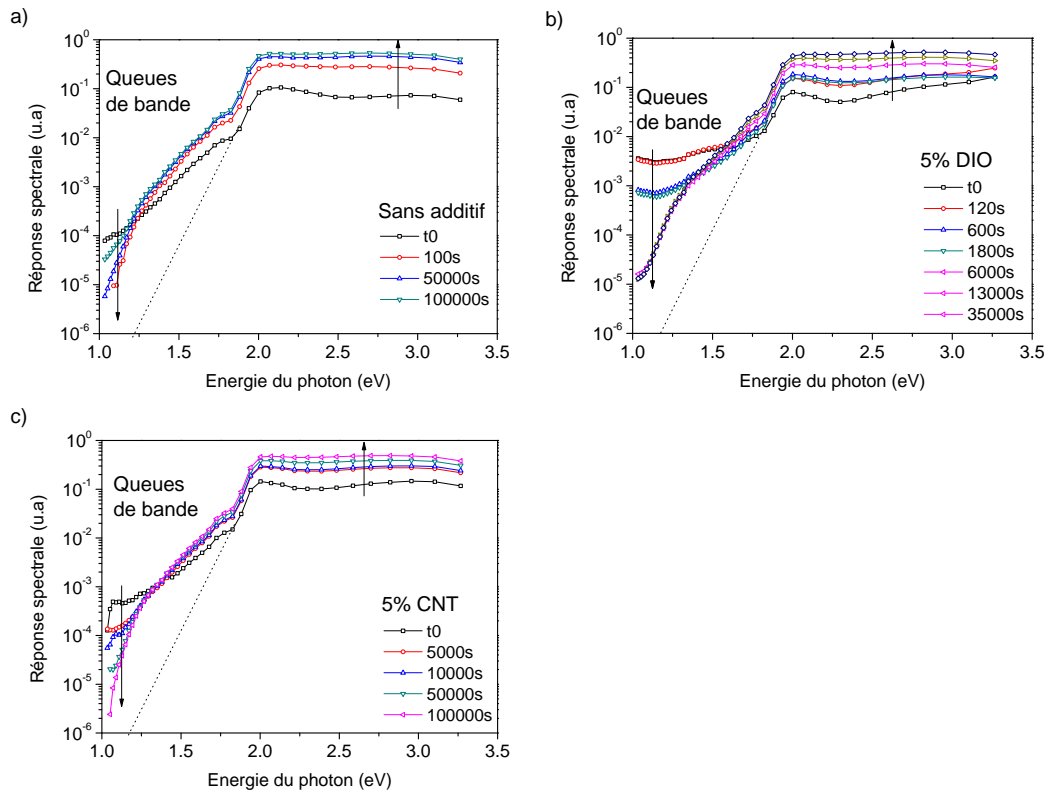 a)
10^0
10^-1
10^-2
10^-3
10^-4
10^-5
10^-6
Réponse spectrale (u.a)
Queues
de bande
Sans additif
t0
100s
50000s
100000s
1.0 1.5 2.0 2.5 3.0 3.5
Energie du photon (eV)
b)
10^0
10^-1
10^-2
10^-3
10^-4
10^-5
10^-6
Réponse spectrale (u.a)
Queues
de bande
5% DIO
t0
120s
600s
1800s
6000s
13000s
35000s
1.0 1.5 2.0 2.5 3.0 3.5
Energie du photon (eV)
c)
10^0
10^-1
10^-2
10^-3
10^-4
10^-5
10^-6
Réponse spectrale (u.a)
Queues
de bande
5% CNT
t0
5000s
10000s
50000s
100000s
1.0 1.5 2.0 2.5 3.0 3.5
Energie du photon (eV)